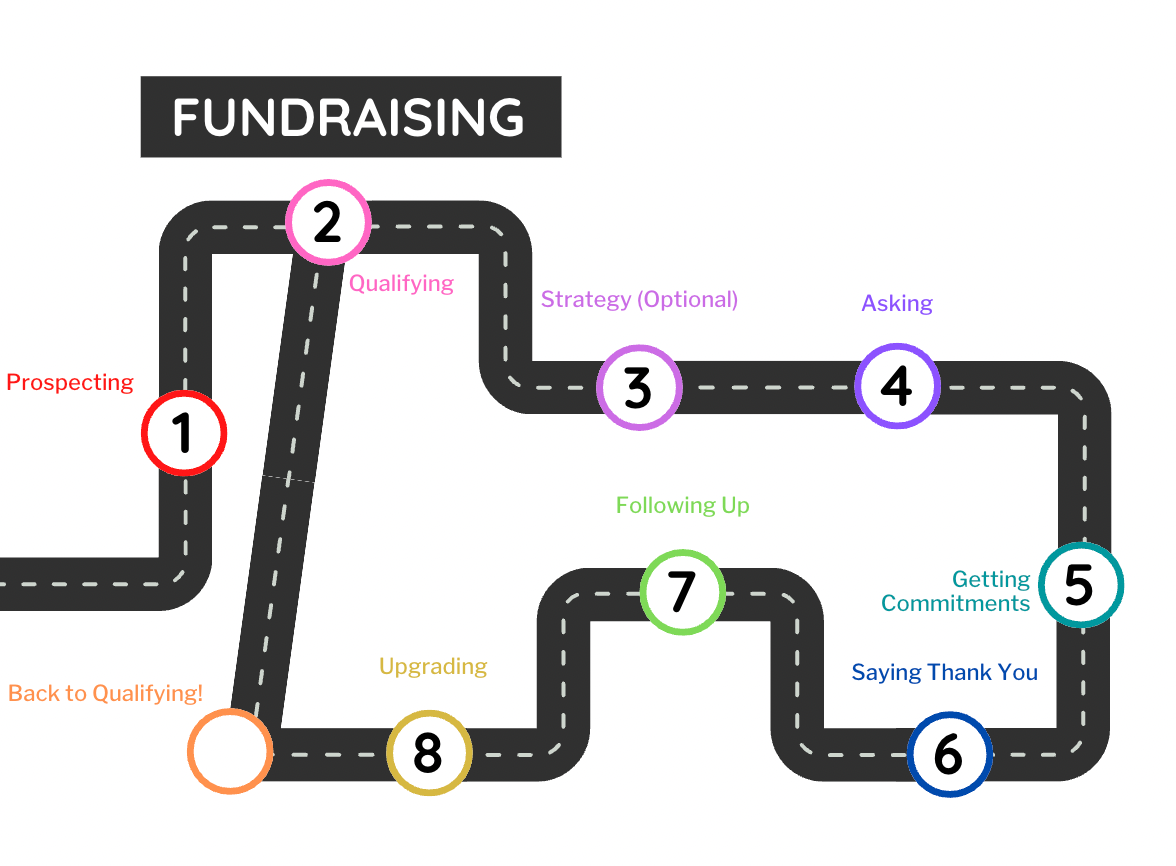 FUNDRAISING
2
Qualifying
Strategy (Optional)
Asking
3
4
Prospecting
1
Following Up
7
Getting
Commitments
5
Upgrading
Saying Thank You
Back to Qualifying!
8
6